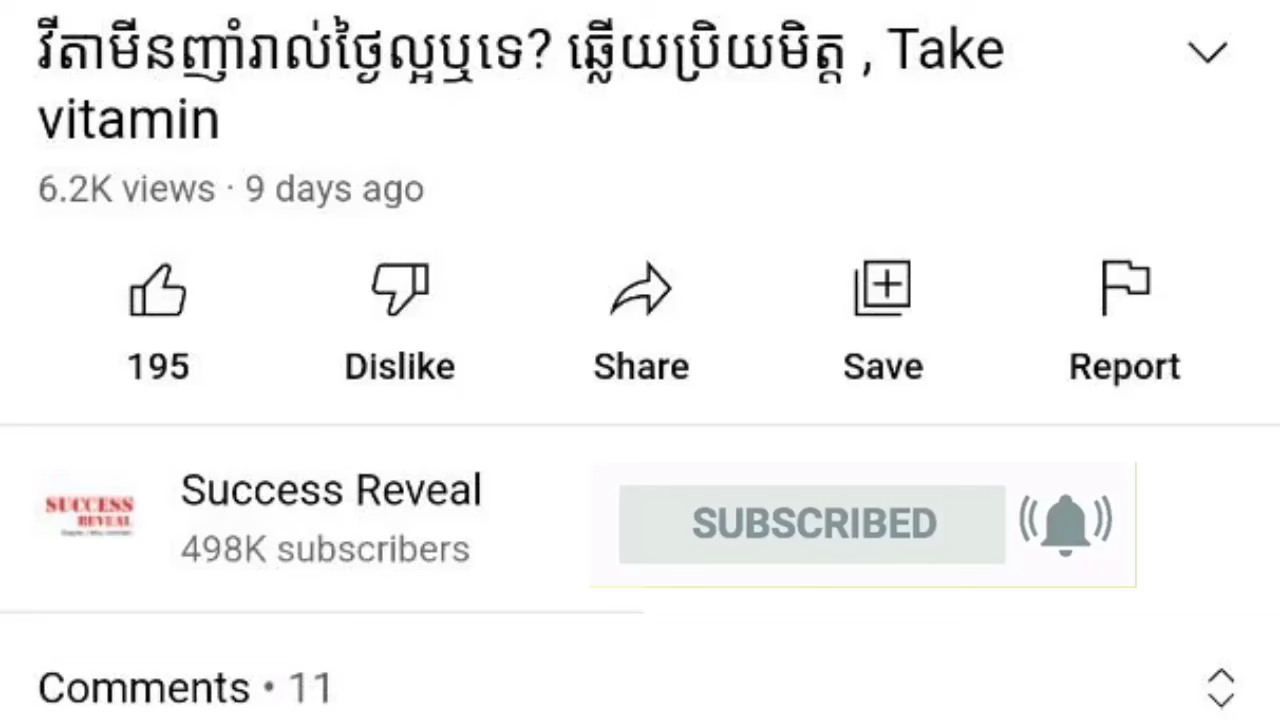 វីតាមីនញ៉ាំរាល់ថ្ងៃល្អឬទេ? ឆ្លើយប្រិយមិត្ត , Take
vitamin
6.2K views · 9 days ago
195 Dislike Share Save Report
SUCCESS
REVEAL
Success Reveal
498K subscribers
SUBSCRIBED
Comments • 11